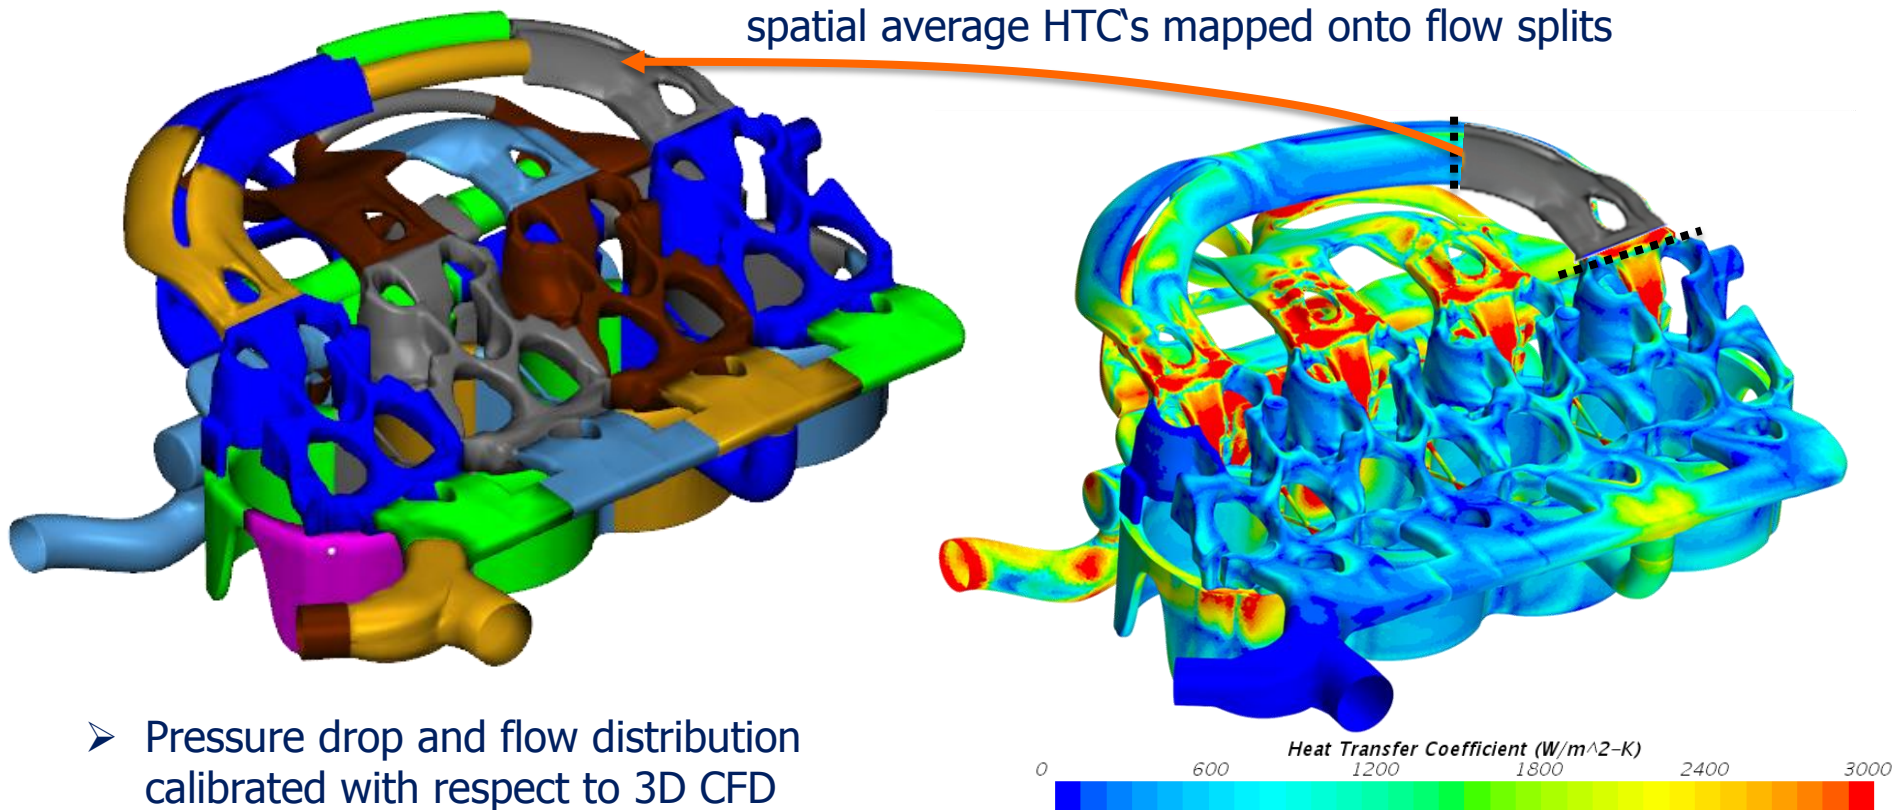 spatial average HTC‘s mapped onto flow splits
➢ Pressure drop and flow distribution
calibrated with respect to 3D CFD
Heat Transfer Coefficient (W/m^2-K)
0 600 1200 1800 2400 3000